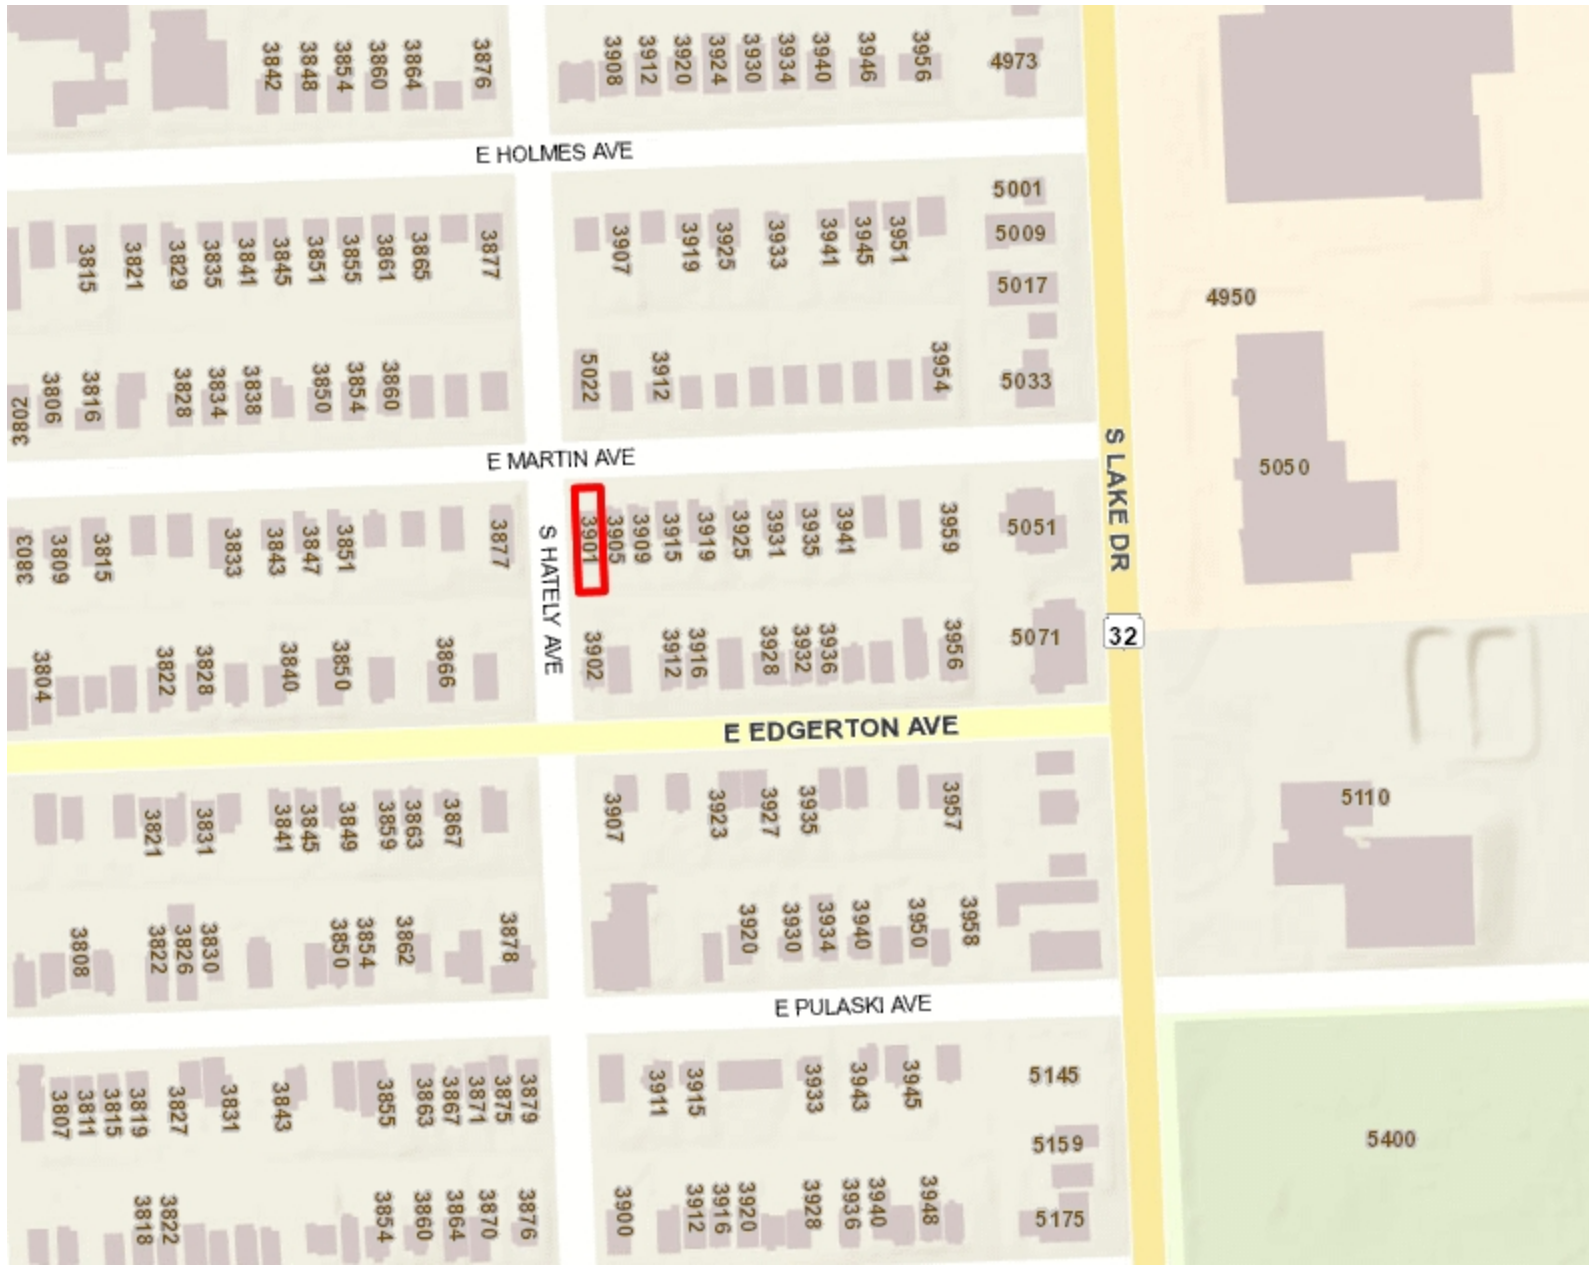 3842 3848 3854 3860 3864 3876 3908 3912 3920 3924 3930 3934 3940 3946 3956 4973
E HOLMES AVE
5001
3815 3821 3829 3835 3841 3845 3851 3855 3861 3865 3877 3907 3919 3925 3933 3941 3945 3951 5009
5017
4950
3802 3806 3816 3828 3834 3838 3850 3854 3860 5022 3912 3954 5033
E MARTIN AVE
S LAKE DR
5050
3803 3809 3815 3833 3843 3847 3851 3877 3901 3905 3909 3915 3919 3925 3931 3935 3941 3959 5051
S HATELY AVE
3804 3822 3828 3840 3850 3866 3902 3912 3916 3928 3932 3936 3956 5071 32
E EDGERTON AVE
3821 3831 3841 3845 3849 3859 3863 3867 3907 3923 3927 3935 3957 5110
3808 3822 3826 3830 3850 3854 3862 3878 3920 3930 3934 3940 3950 3958
E PULASKI AVE
3807 3811 3815 3819 3827 3831 3843 3855 3863 3867 3871 3875 3879 3911 3915 3933 3943 3945 5145
5159 5400
3818 3822 3854 3860 3864 3870 3876 3900 3912 3916 3920 3928 3936 3940 3948 5175